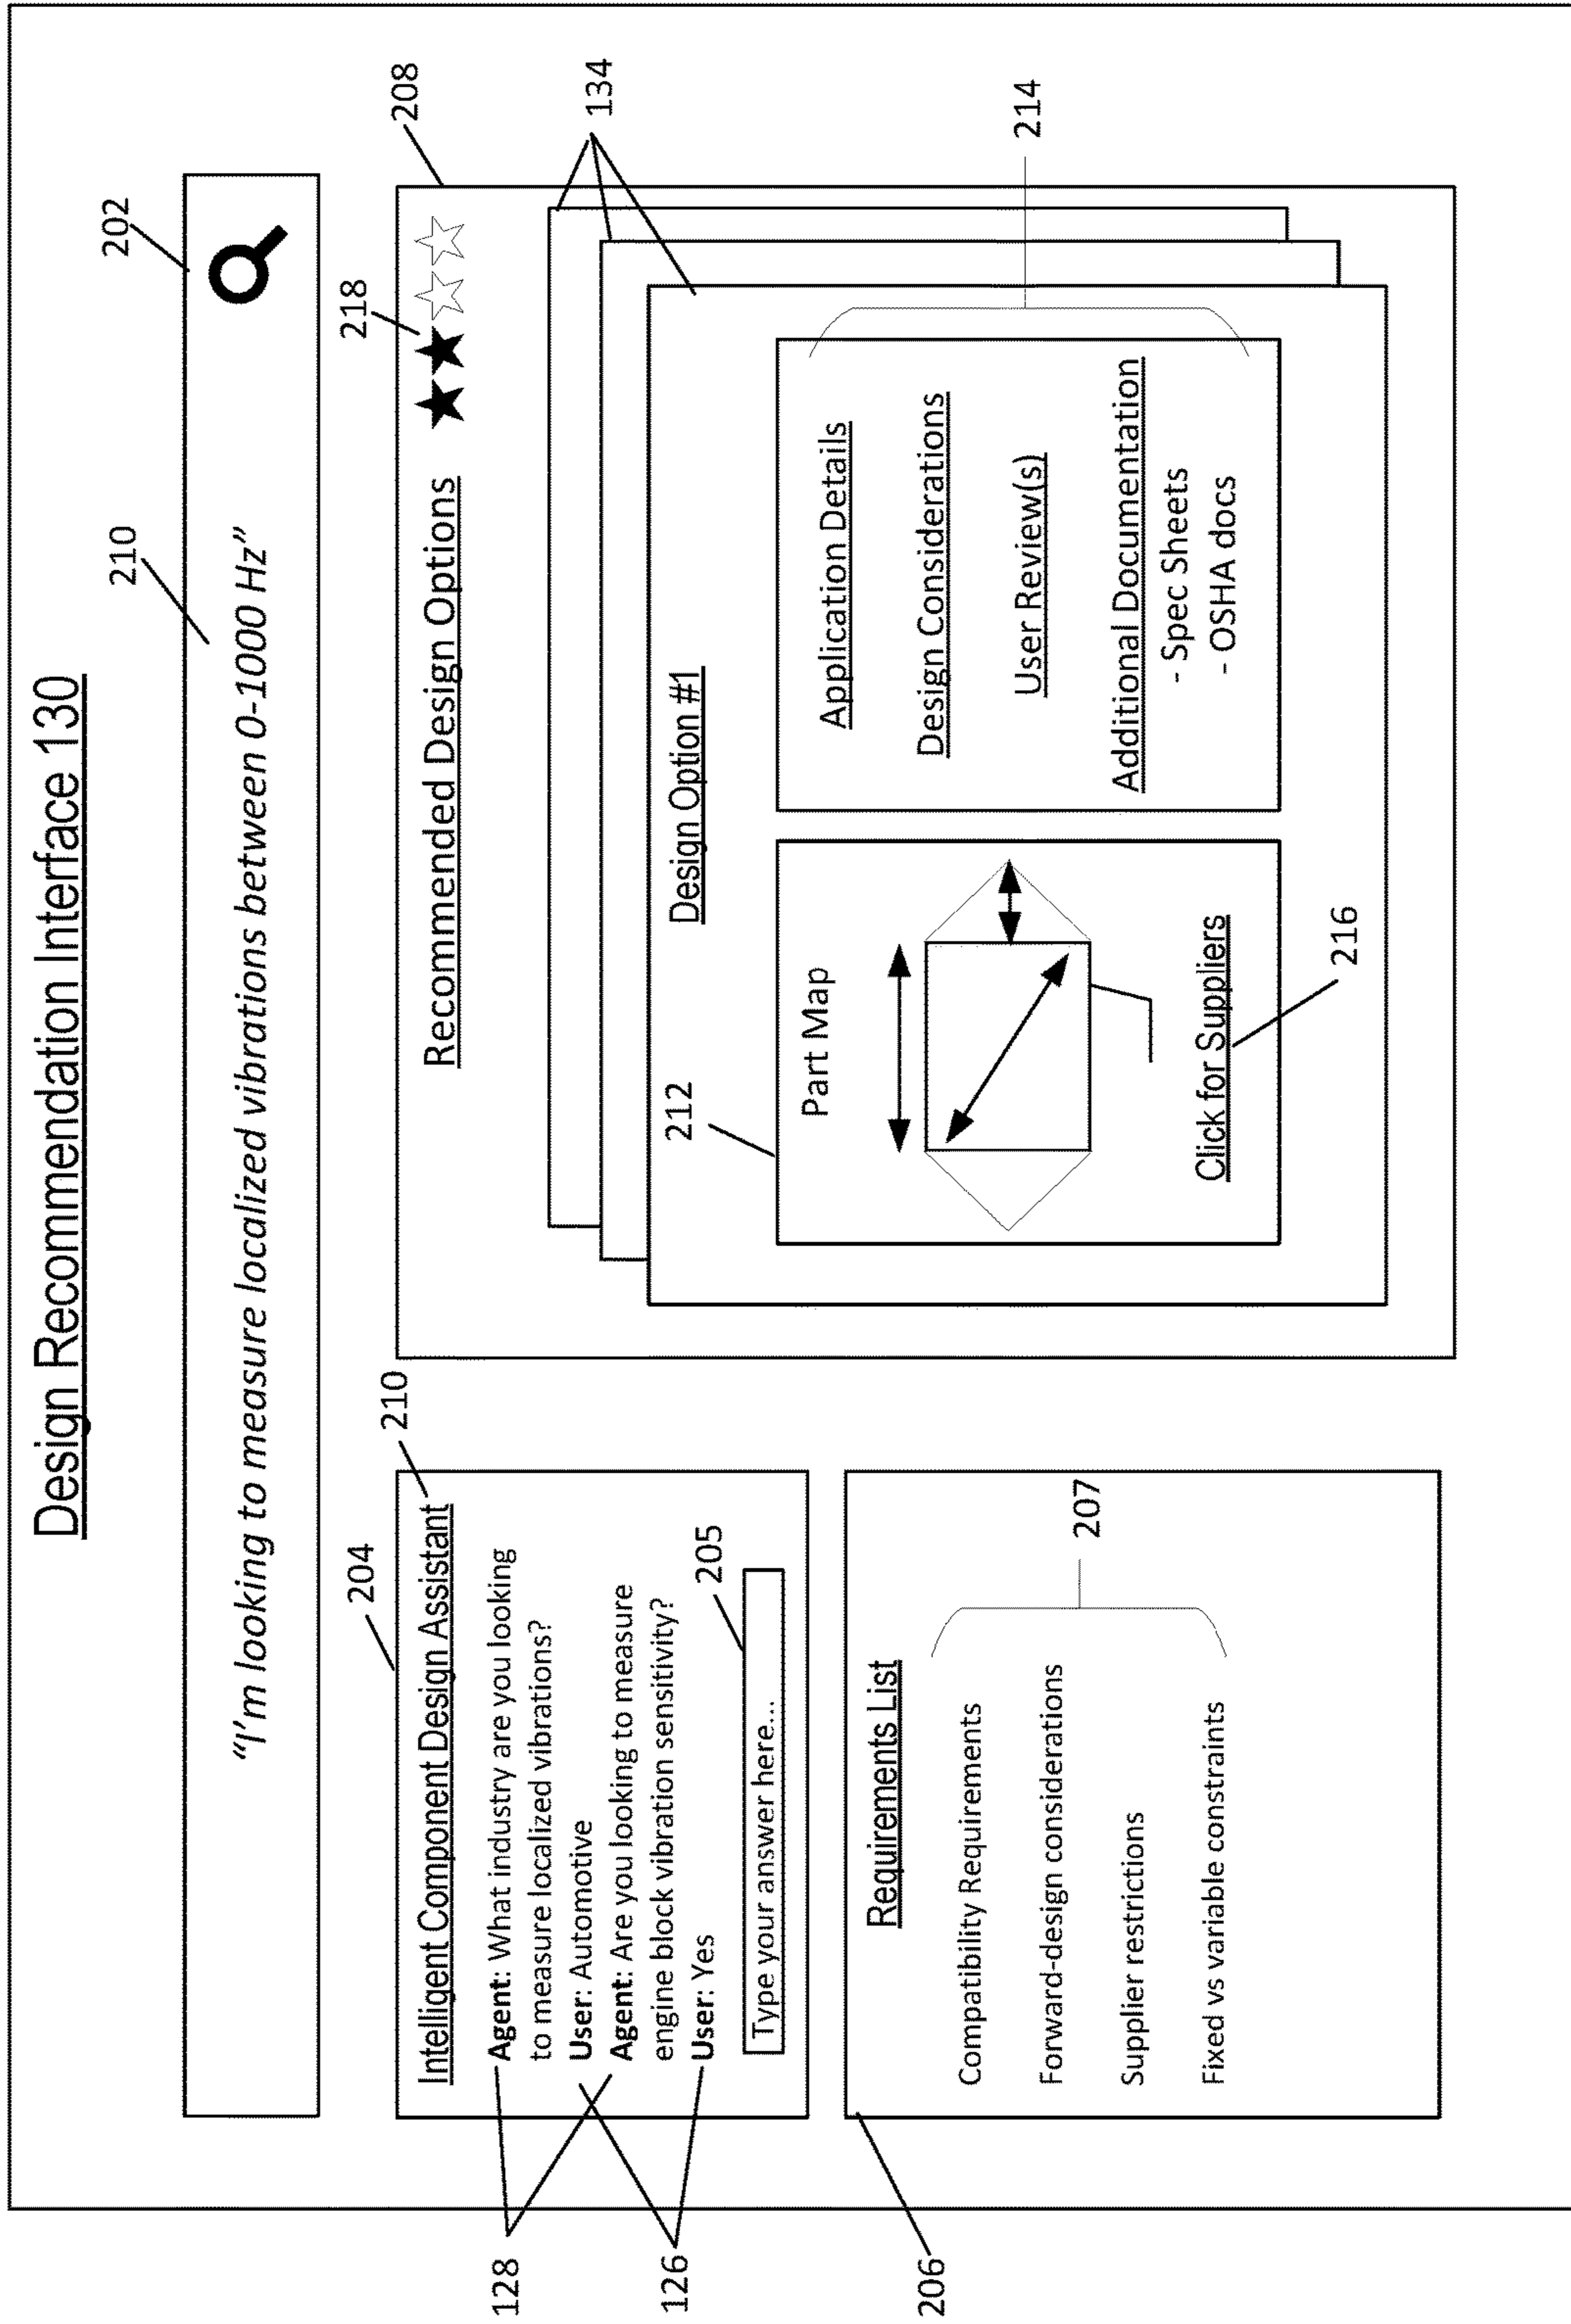 Design Recommendation Interface 130
210
202
"I'm looking to measure localized vibrations between 0-1000 Hz"
204
210
Intelligent Component Design Assistant
Agent: What industry are you looking
to measure localized vibrations?
User: Automotive
Agent: Are you looking to measure
engine block vibration sensitivity?
User: Yes
205
Type your answer here...
128
126
206
Requirements List
Compatibility Requirements
Forward-design considerations
Supplier restrictions
Fixed vs variable constraints
207
218
208
Recommended Design Options
134
Design Option #1
212
Part Map
Click for Suppliers
216
Application Details
Design Considerations
User Review(s)
Additional Documentation
- Spec Sheets
- OSHA docs
214